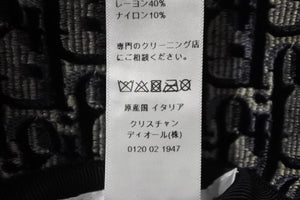 レーヨン40%
ナイロン10%
専門のクリーニング店
にご相談ください。
原産国 イタリア
クリスチャン
ディオール(株)
0120 02 1947